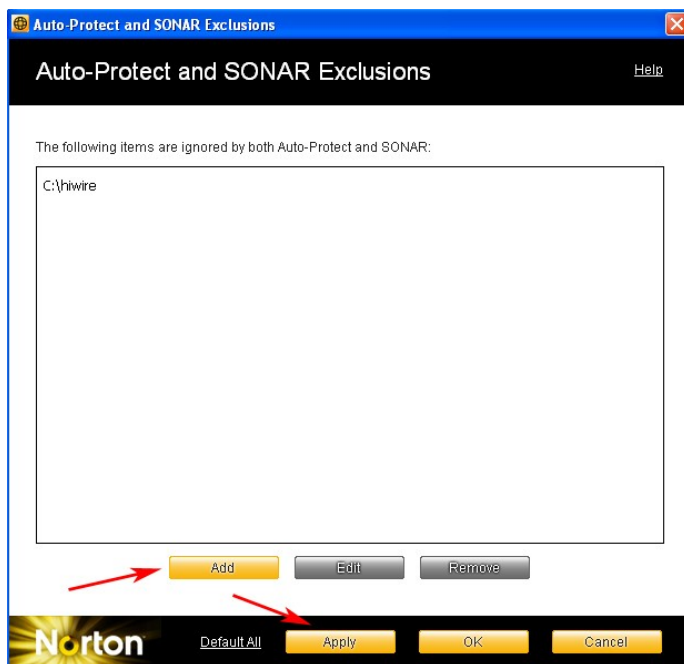 Auto-Protect and SONAR Exclusions
Auto-Protect and SONAR Exclusions Help
The following items are ignored by both Auto-Protect and SONAR:
C:\hiwire
Add Edit Remove
Norton Default All Apply OK Cancel